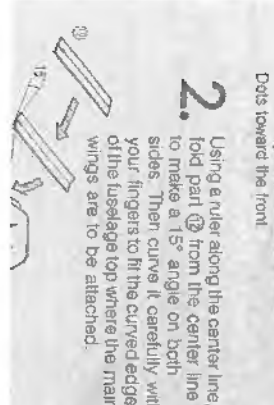 Dots toward the front.
2. Using a ruler along the center line
fold part ⑫ from the center line
to make a 15° angle on both
sides. Then curve it carefully wit
your fingers to fit the curved edge
of the fuselage top where the main
wings are to be attached.
15°